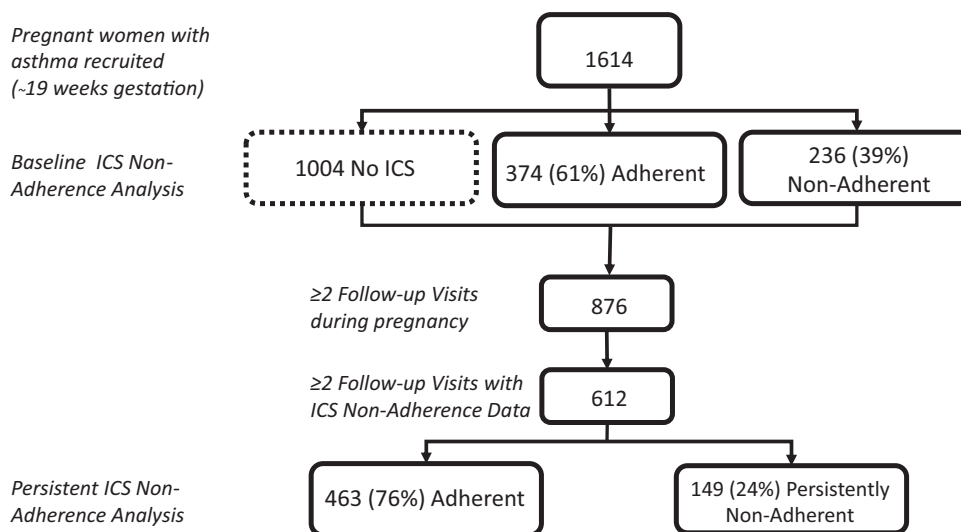 Pregnant women with
asthma recruited
(~19 weeks gestation)
1614
Baseline ICS Non-
Adherence Analysis
1004 No ICS
374 (61%) Adherent
236 (39%)
Non-Adherent
≥2 Follow-up Visits
during pregnancy
876
≥2 Follow-up Visits with
ICS Non-Adherence Data
612
Persistent ICS Non-
Adherence Analysis
463 (76%) Adherent
149 (24%) Persistently
Non-Adherent